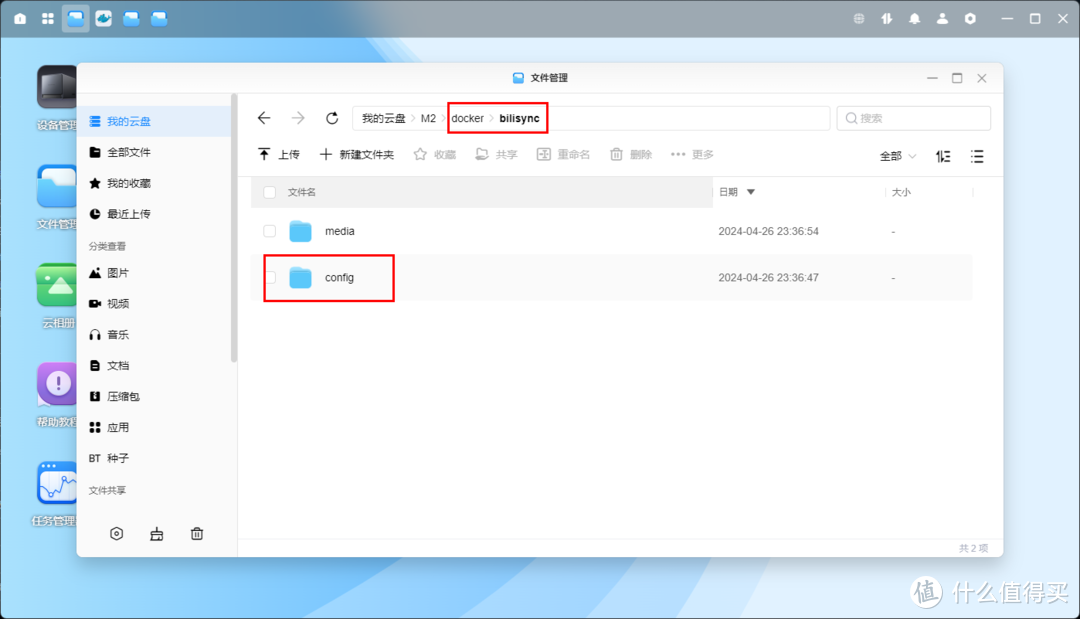 文件管理
设备管理
文件管理
云相册
帮助教程
任务管理
我的云盘
全部文件
我的收藏
最近上传
分类查看
图片
视频
音乐
文档
压缩包
应用
BT 种子
文件共享
我的云盘 M2 docker bilisync
搜索
上传 新建文件夹 收藏 共享 重命名 删除 更多 全部
文件名 日期 大小
media 2024-04-26 23:36:54 -
config 2024-04-26 23:36:47 -
共 2 项
值 什么值得买